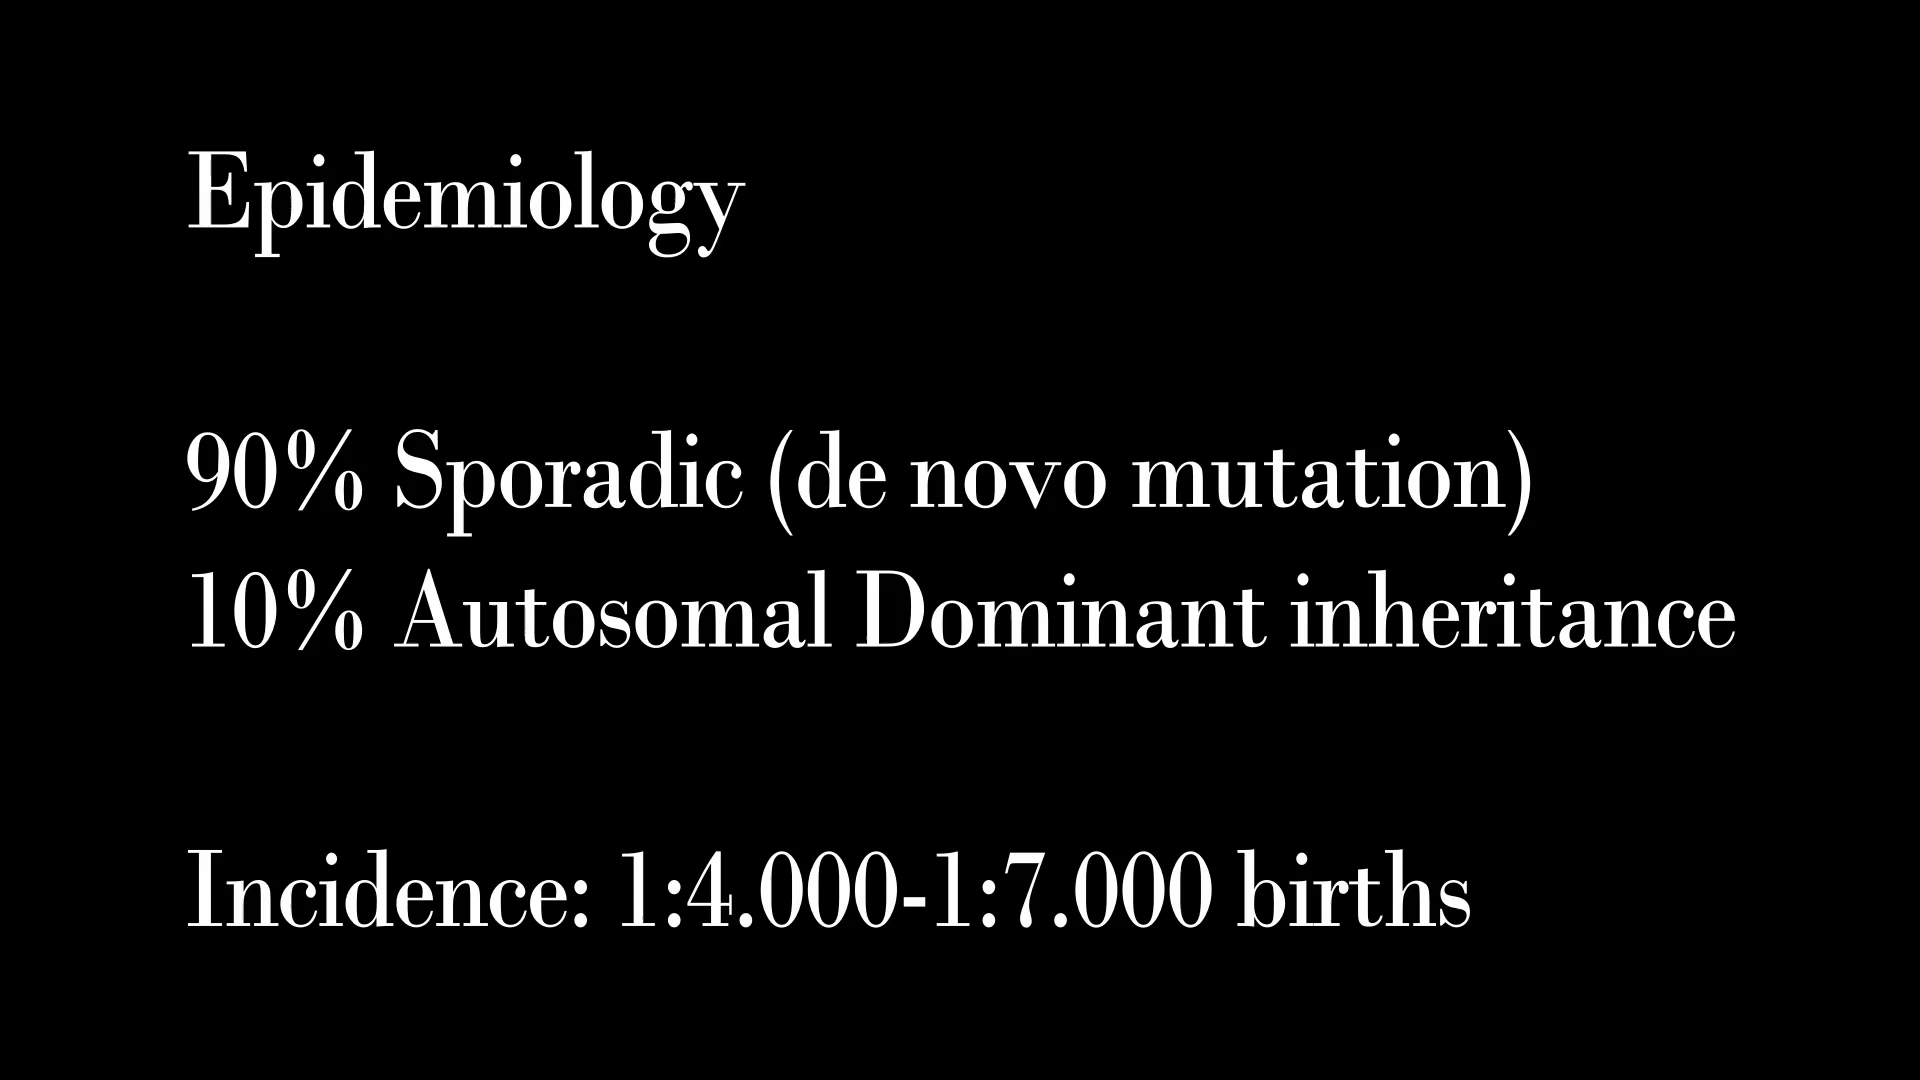 Epidemiology
90% Sporadic (de novo mutation)
10% Autosomal Dominant inheritance
Incidence: 1:4.000-1:7.000 births